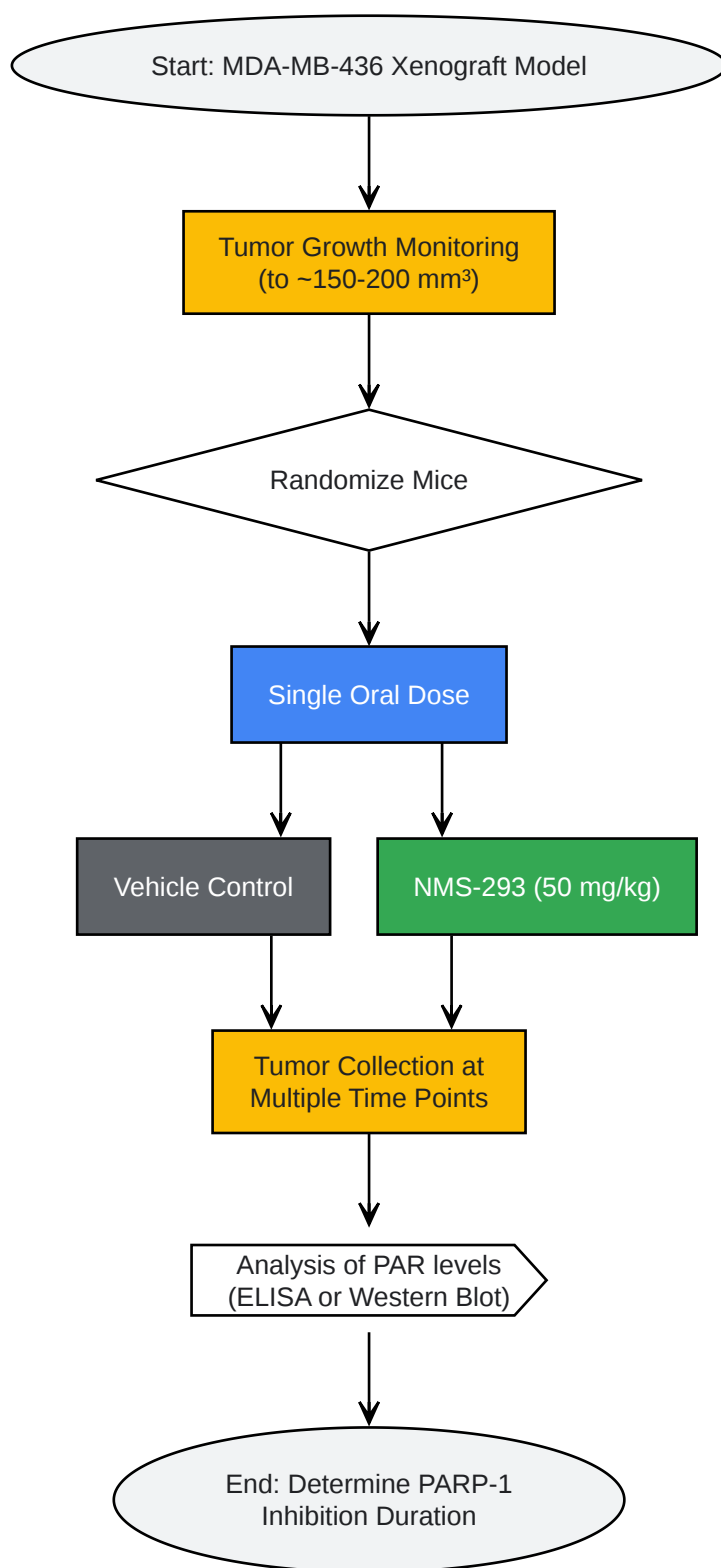 Start: MDA-MB-436 Xenograft Model
Tumor Growth Monitoring
(to ~150-200 mm³)
Randomize Mice
Single Oral Dose
Vehicle Control
NMS-293 (50 mg/kg)
Tumor Collection at
Multiple Time Points
Analysis of PAR levels
(ELISA or Western Blot)
End: Determine PARP-1
Inhibition Duration